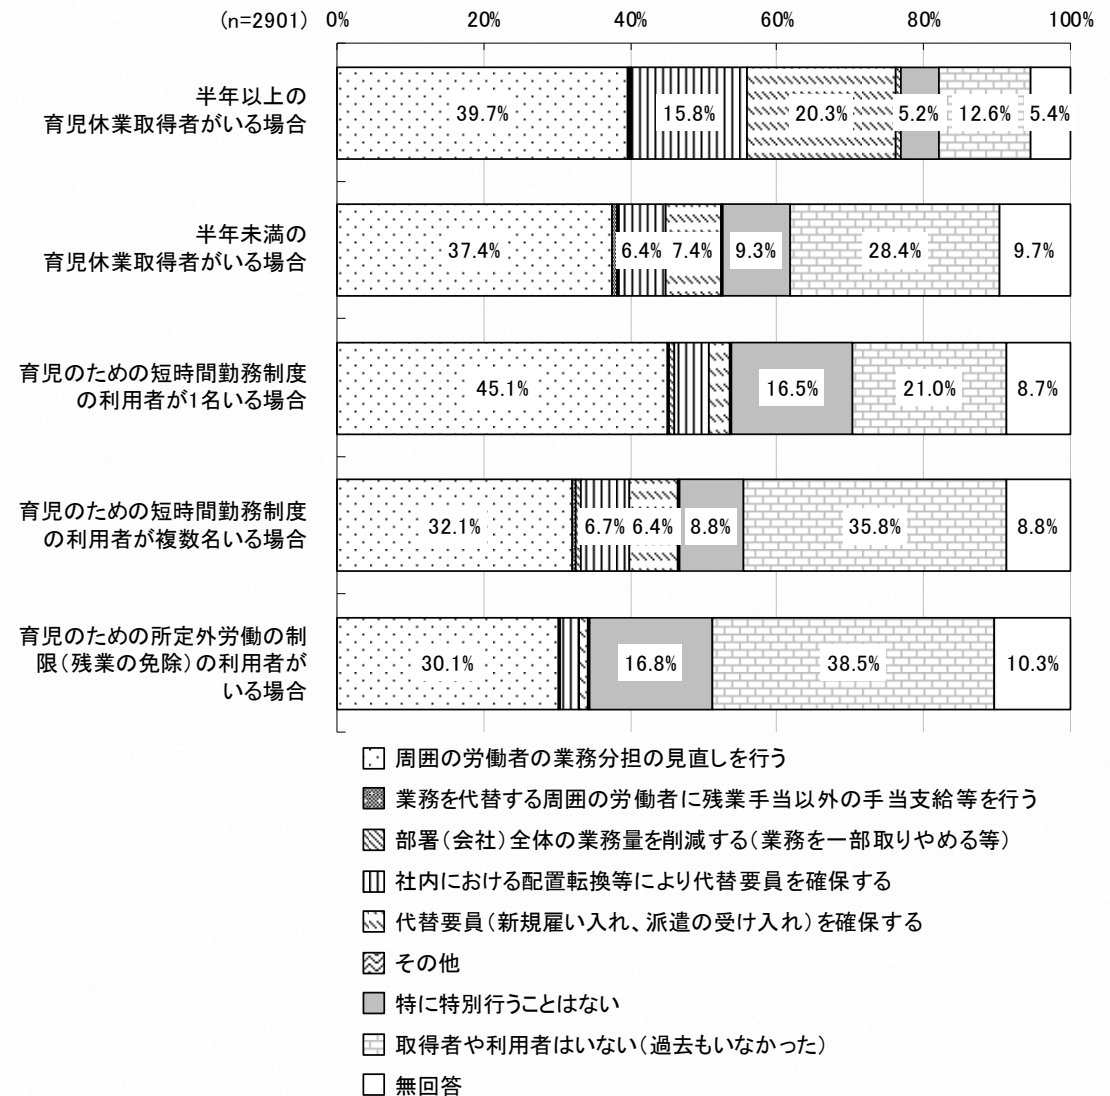 (n=2901) 0% 20% 40% 60% 80% 100%
半年以上の
育児休業取得者がいる場合
39.7% 15.8% 20.3% 5.2% 12.6% 5.4%
半年未満の
育児休業取得者がいる場合
37.4% 6.4% 7.4% 9.3% 28.4% 9.7%
育児のための短時間勤務制度
の利用者が1名いる場合
45.1% 16.5% 21.0% 8.7%
育児のための短時間勤務制度
の利用者が複数名いる場合
32.1% 6.7% 6.4% 8.8% 35.8% 8.8%
育児のための所定外労働の制
限(残業の免除)の利用者が
いる場合
30.1% 16.8% 38.5% 10.3%
周囲の労働者の業務分担の見直しを行う
業務を代替する周囲の労働者に残業手当以外の手当支給等を行う
部署(会社)全体の業務量を削減する(業務を一部取りやめる等)
社内における配置転換等により代替要員を確保する
代替要員(新規雇い入れ、派遣の受け入れ)を確保する
その他
特に特別行うことはない
取得者や利用者はいない(過去もいなかった)
無回答